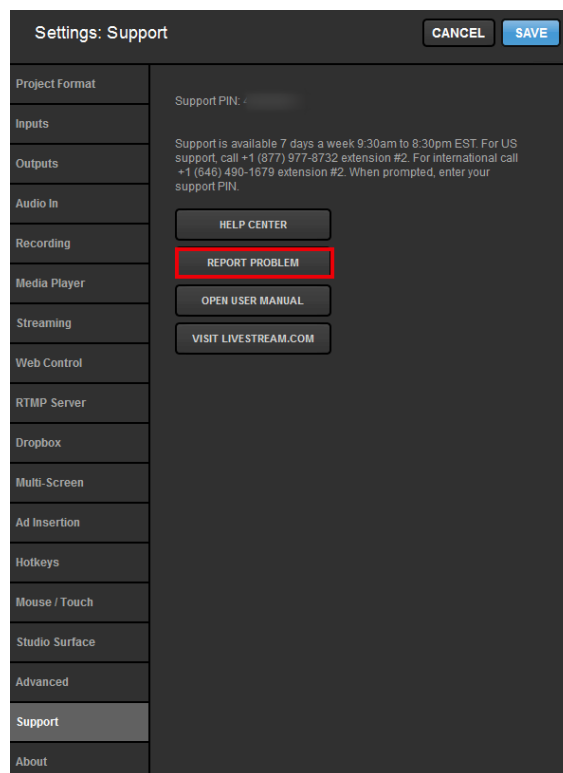 Settings: Support
CANCEL
SAVE
Project Format
Inputs
Outputs
Audio In
Recording
Media Player
Streaming
Web Control
RTMP Server
Dropbox
Multi-Screen
Ad Insertion
Hotkeys
Mouse / Touch
Studio Surface
Advanced
Support
About
Support PIN:
Support is available 7 days a week 9:30am to 8:30pm EST. For US
support, call +1 (877) 977-8732 extension #2. For international call
+1 (646) 490-1679 extension #2. When prompted, enter your
support PIN.
HELP CENTER
REPORT PROBLEM
OPEN USER MANUAL
VISIT LIVESTREAM.COM